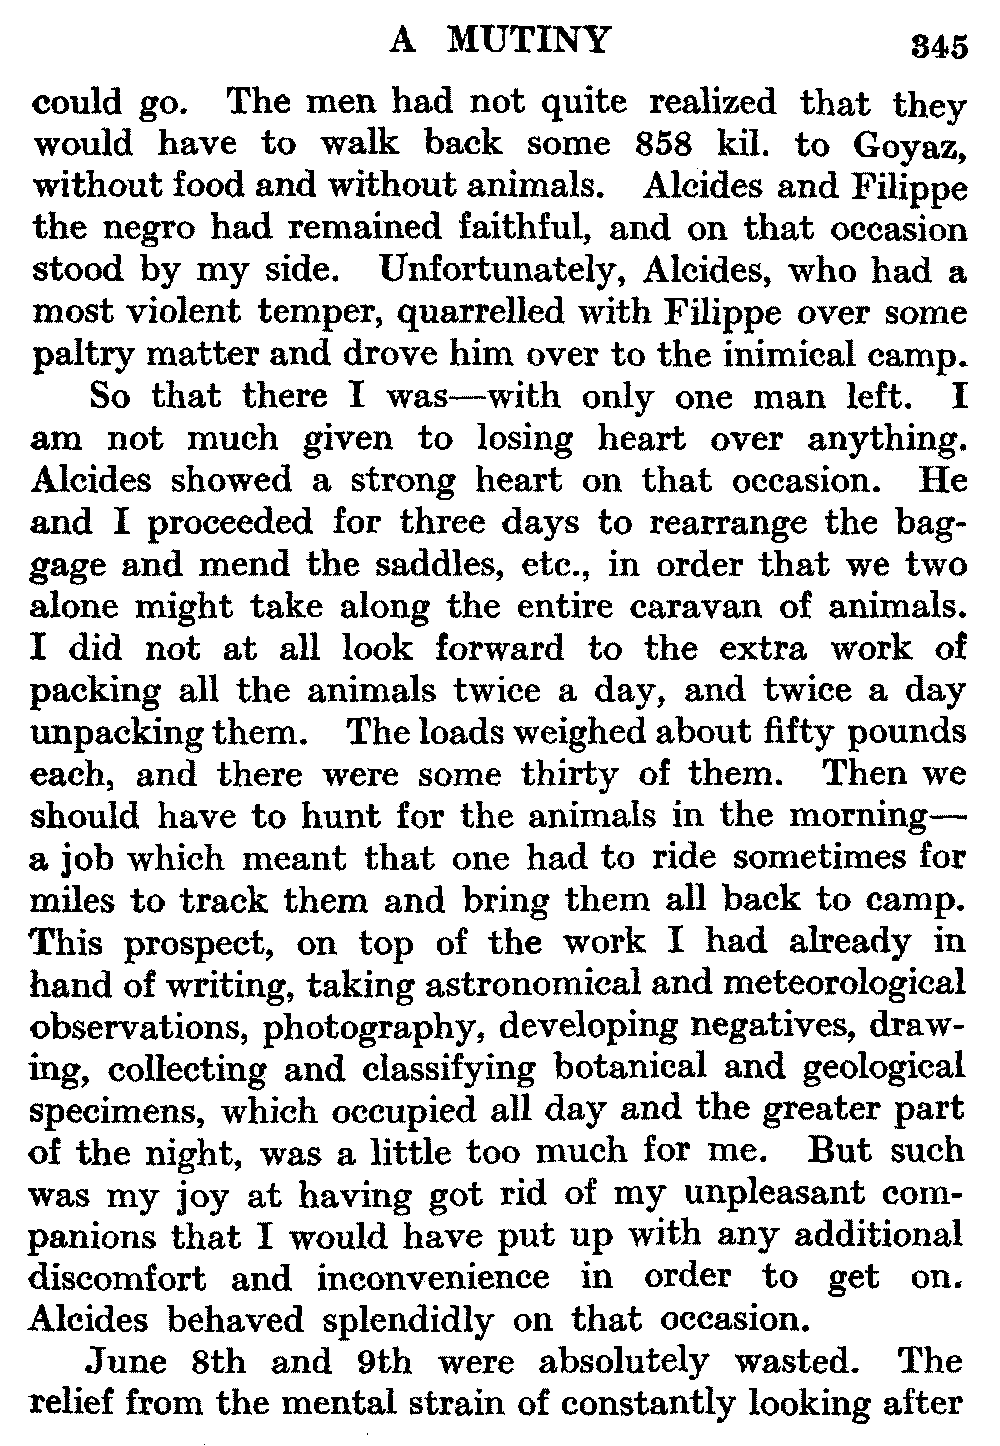 A MUTINY 345
could go. The men had not quite realized that they
would have to walk back some 858 kil. to Goyaz,
without food and without animals. Alcides and Filippe
the negro had remained faithful, and on that occasion
stood by my side. Unfortunately, Alcides, who had a
most violent temper, quarrelled with Filippe over some
paltry matter and drove him over to the inimical camp.
So that there I was—with only one man left. I
am not much given to losing heart over anything.
Alcides showed a strong heart on that occasion. He
and I proceeded for three days to rearrange the bag-
gage and mend the saddles, etc., in order that we two
alone might take along the entire caravan of animals.
I did not at all look forward to the extra work of
packing all the animals twice a day, and twice a day
unpacking them. The loads weighed about fifty pounds
each, and there were some thirty of them. Then we
should have to hunt for the animals in the morning—
a job which meant that one had to ride sometimes for
miles to track them and bring them all back to camp.
This prospect, on top of the work I had already in
hand of writing, taking astronomical and meteorological
observations, photography, developing negatives, draw-
ing, collecting and classifying botanical and geological
specimens, which occupied all day and the greater part
of the night, was a little too much for me. But such
was my joy at having got rid of my unpleasant com-
panions that I would have put up with any additional
discomfort and inconvenience in order to get on.
Alcides behaved splendidly on that occasion.
June 8th and 9th were absolutely wasted. The
relief from the mental strain of constantly looking after